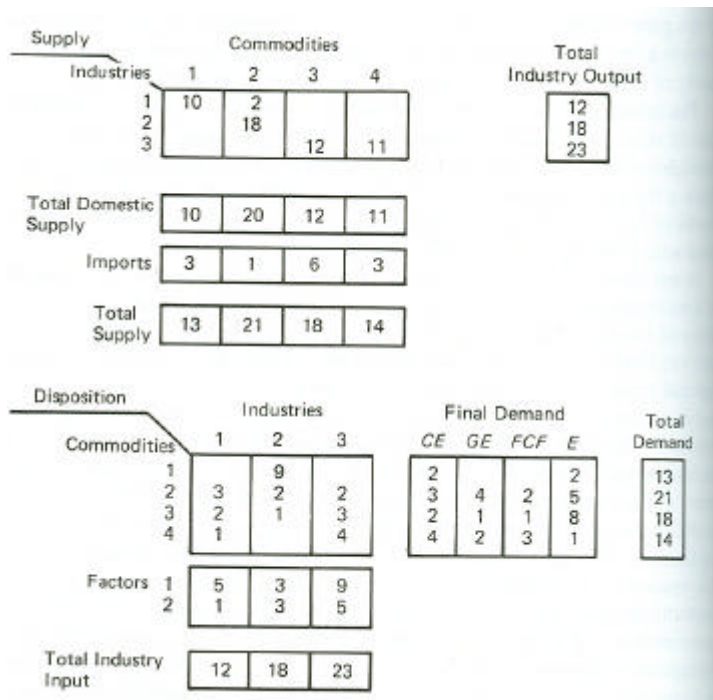 Supply Commodities Total
Industries 1 2 3 4 Industry Output
1 10 2 12
2 18 18
3 12 11 23
Total Domestic
Supply 10 20 12 11
Imports 3 1 6 3
Total
Supply 13 21 18 14
Disposition Industries Final Demand Total
Commodities 1 2 3 CE GE FCF E Demand
1 9 2 2 13
2 3 2 2 3 4 2 5 21
3 2 1 3 2 1 1 8 18
4 1 4 4 2 3 1 14
Factors 1 5 3 9
2 1 3 5
Total Industry
Input 12 18 23